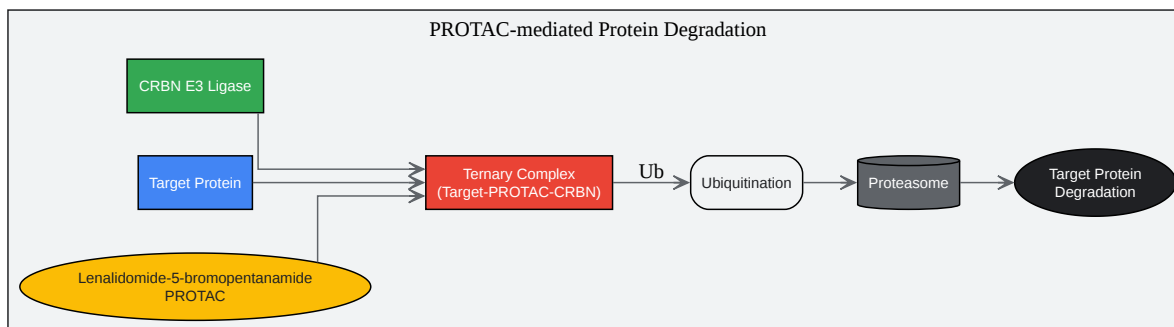 PROTAC-mediated Protein Degradation
CRBN E3 Ligase
Target Protein
Lenalidomide-5-bromopentanamide
PROTAC
Ternary Complex
(Target-PROTAC-CRBN)
Ub
Ubiquitination
Proteasome
Target Protein
Degradation